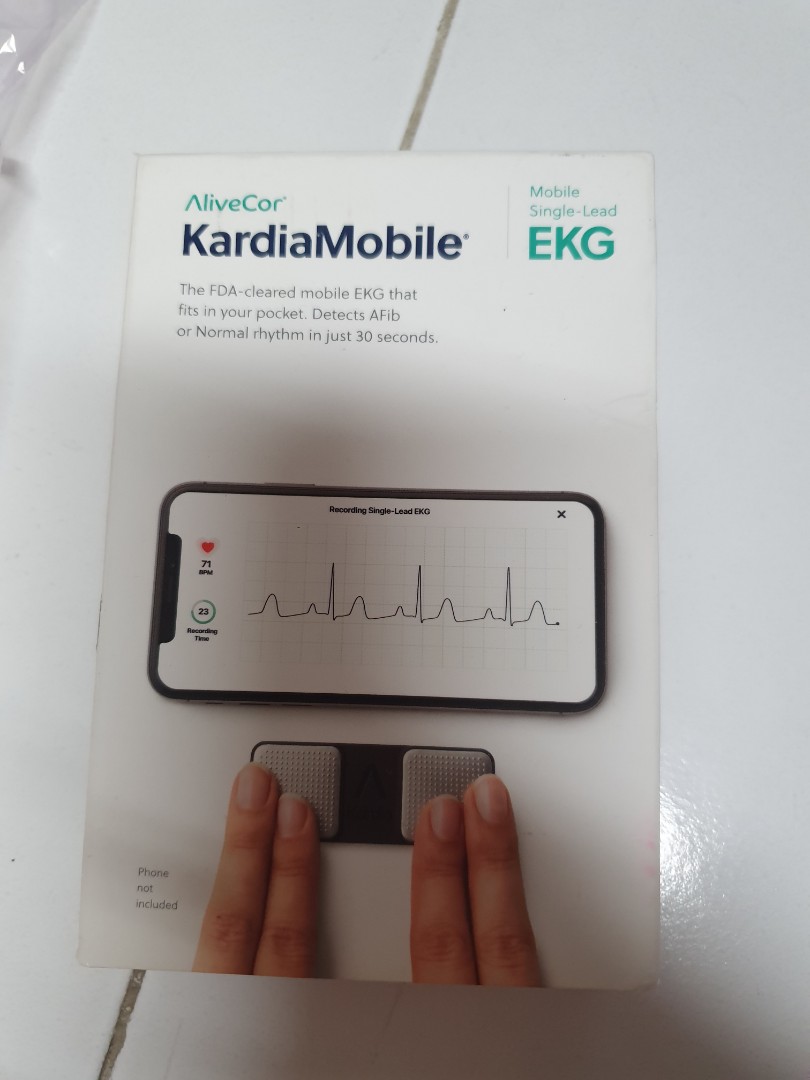 AliveCor®
KardiaMobile®
Mobile
Single-Lead
EKG
The FDA-cleared mobile EKG that
fits in your pocket. Detects AFib
or Normal rhythm in just 30 seconds.
Recording Single-Lead EKG
71
BPM
23
Recording
Time
Phone
not
included